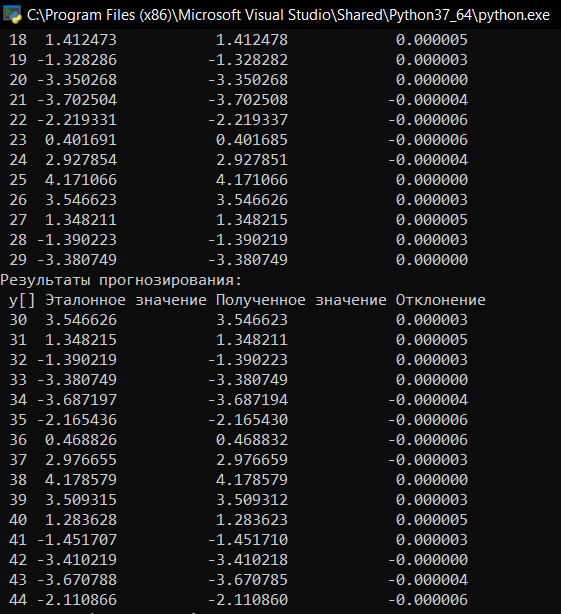 C:\Program Files (x86)\Microsoft Visual Studio\Shared\Python37_64\python.exe
18 1.412473 1.412478 0.000005
19 -1.328286 -1.328282 0.000003
20 -3.350268 -3.350268 0.000000
21 -3.702504 -3.702508 -0.000004
22 -2.219331 -2.219337 -0.000006
23 0.401691 0.401685 -0.000006
24 2.927854 2.927851 -0.000004
25 4.171066 4.171066 0.000000
26 3.546623 3.546626 0.000003
27 1.348211 1.348215 0.000005
28 -1.390223 -1.390219 0.000003
29 -3.380749 -3.380749 0.000000
Результаты прогнозирования:
y[] Эталонное значение Полученное значение Отклонение
30 3.546626 3.546623 0.000003
31 1.348215 1.348211 0.000005
32 -1.390219 -1.390223 0.000003
33 -3.380749 -3.380749 0.000000
34 -3.687197 -3.687194 -0.000004
35 -2.165436 -2.165430 -0.000006
36 0.468826 0.468832 -0.000006
37 2.976655 2.976659 -0.000003
38 4.178579 4.178579 0.000000
39 3.509315 3.509312 0.000003
40 1.283628 1.283623 0.000005
41 -1.451707 -1.451710 0.000003
42 -3.410219 -3.410218 -0.000000
43 -3.670788 -3.670785 -0.000004
44 -2.110866 -2.110860 -0.000006